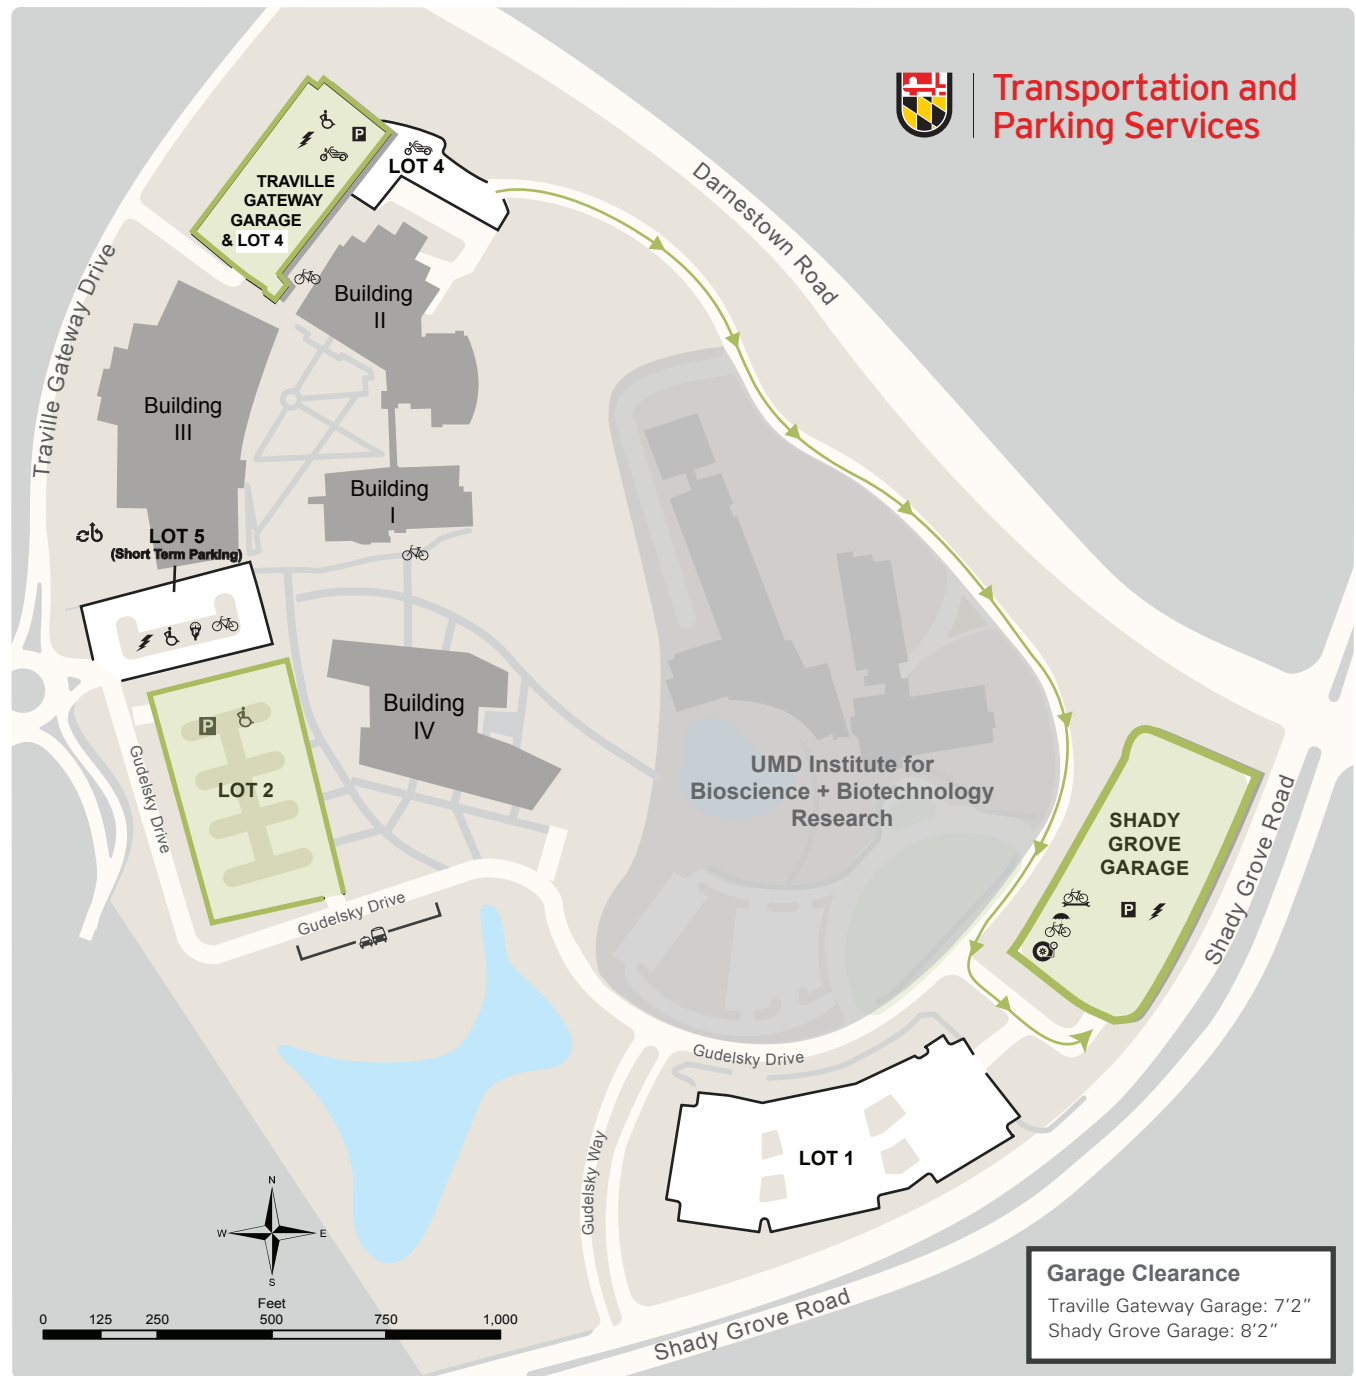 Transportation and
Parking Services
Darnestown Road
P
LOT 4
TRAVILLE
GATEWAY
GARAGE
& LOT 4
Traville Gateway Drive
Building
II
Building
III
Building
I
LOT 5
(Short Term Parking)
Building
IV
P
LOT 2
Gudelsky Drive
Gudelsky Drive
UMD Institute for
Bioscience + Biotechnology
Research
SHADY
GROVE
GARAGE
P
Shady Grove Road
Gudelsky Drive
LOT 1
Gudelsky Way
Shady Grove Road
N
W
E
S
Feet
0 125 250 500 750 1,000
Garage Clearance
Traville Gateway Garage: 7’2”
Shady Grove Garage: 8’2”